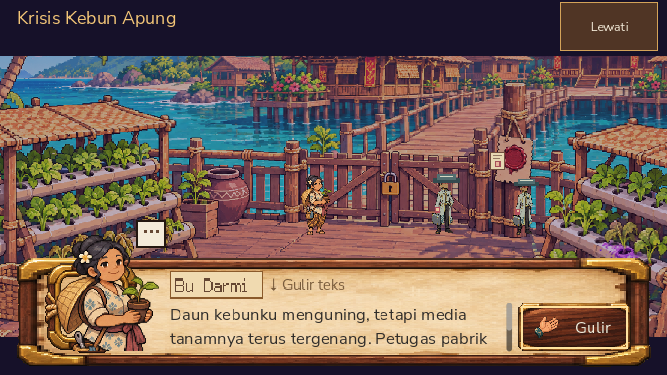 Krisis Kebun Apung
Lewati
...
Bu Darmi
↓ Gulir teks
Daun kebunku menguning, tetapi media
tanamnya terus tergenang. Petugas pabrik
Gulir